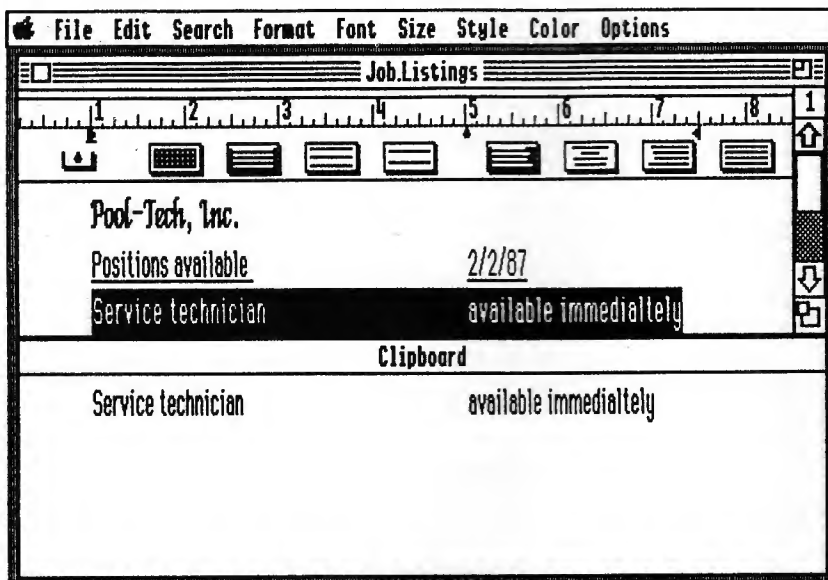 File Edit Search Format Font Size Style Color Options
Job.Listings
1 2 3 4 5 6 7 8 1
Pool-Tech, Inc.
Positions available 2/2/87
Service technician available immedialtely
Clipboard
Service technician available immedialtely